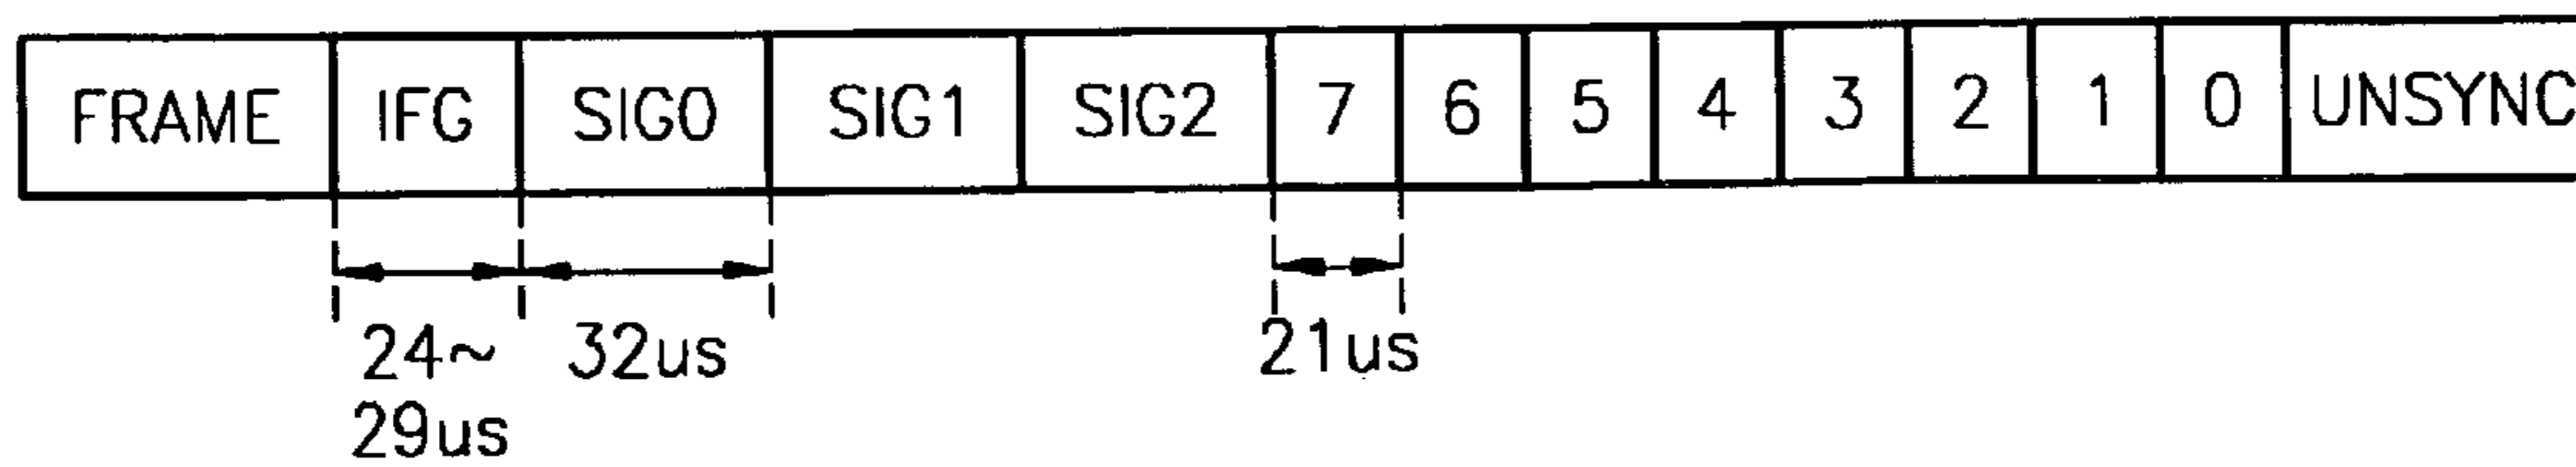 FRAME IFG SIG0 SIG1 SIG2 7 6 5 4 3 2 1 0 UNSYNC
24~ 32us 21us
29us